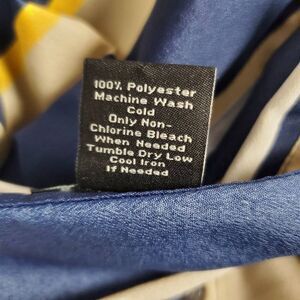 100% Polyester
Machine Wash
Cold
Only Non-
Chlorine Bleach
When Needed
Tumble Dry Low
Cool Iron
If Needed